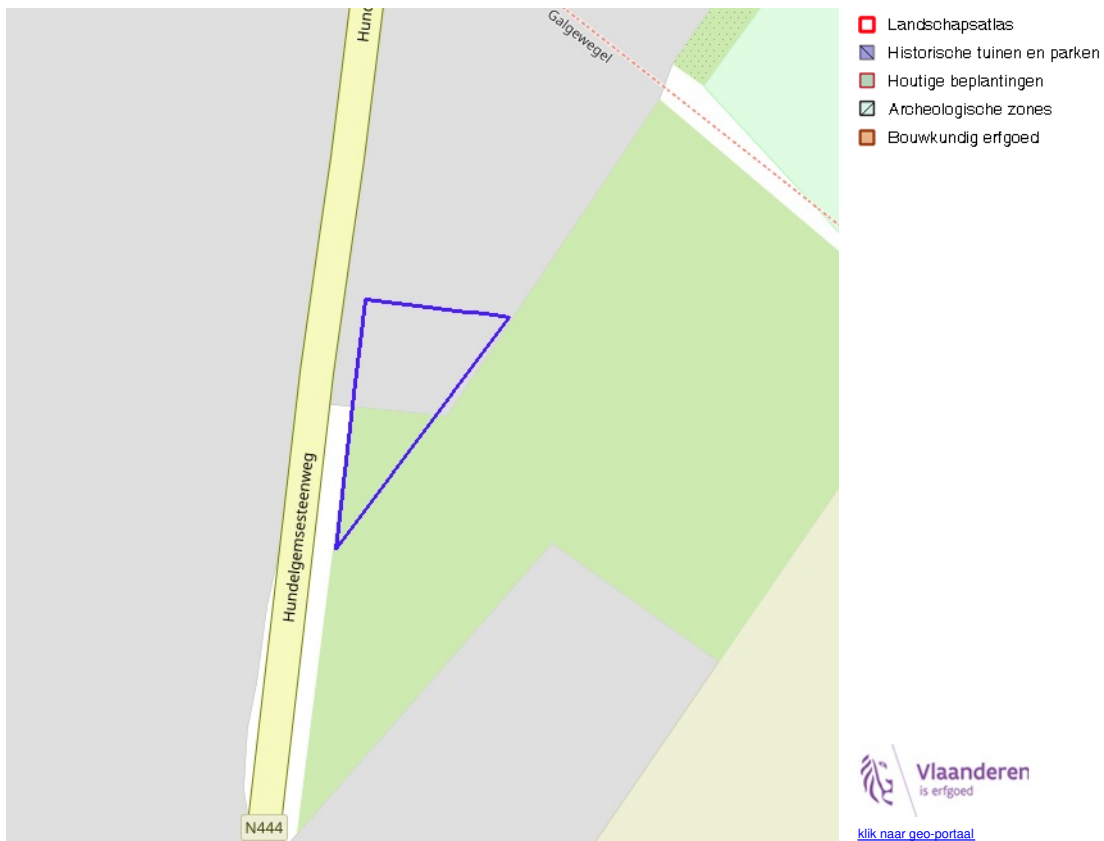 Hund
Galgewegel
Hundelgemsesteenweg
N444
Landschapsatlas
Historische tuinen en parken
Houtige beplantingen
Archeologische zones
Bouwkundig erfgoed
Vlaanderen
is erfgoed
klik naar geo-portaal